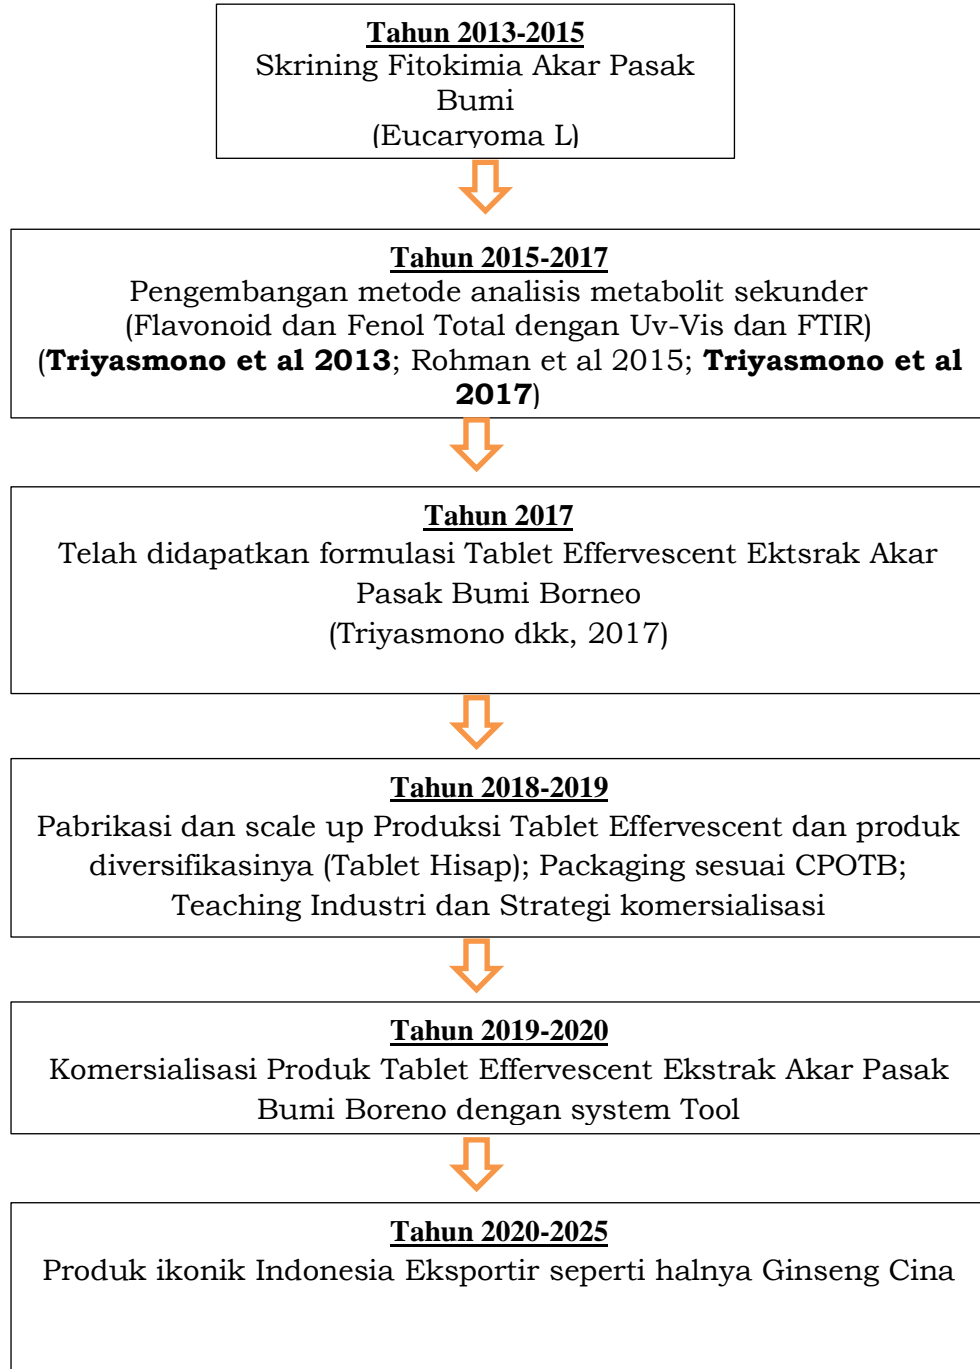 Tahun 2013-2015
Skrining Fitokimia Akar Pasak
Bumi
(Eucaryoma L)
Tahun 2015-2017
Pengembangan metode analisis metabolit sekunder
(Flavonoid dan Fenol Total dengan Uv-Vis dan FTIR)
(Triyasmono et al 2013; Rohman et al 2015; Triyasmono et al
2017)
Tahun 2017
Telah didapatkan formulasi Tablet Effervescent Ektsrak Akar
Pasak Bumi Borneo
(Triyasmono dkk, 2017)
Tahun 2018-2019
Pabrikasi dan scale up Produksi Tablet Effervescent dan produk
diversifikasinya (Tablet Hisap); Packaging sesuai CPOTB;
Teaching Industri dan Strategi komersialisasi
Tahun 2019-2020
Komersialisasi Produk Tablet Effervescent Ekstrak Akar Pasak
Bumi Boreno dengan system Tool
Tahun 2020-2025
Produk ikonik Indonesia Eksportir seperti halnya Ginseng Cina